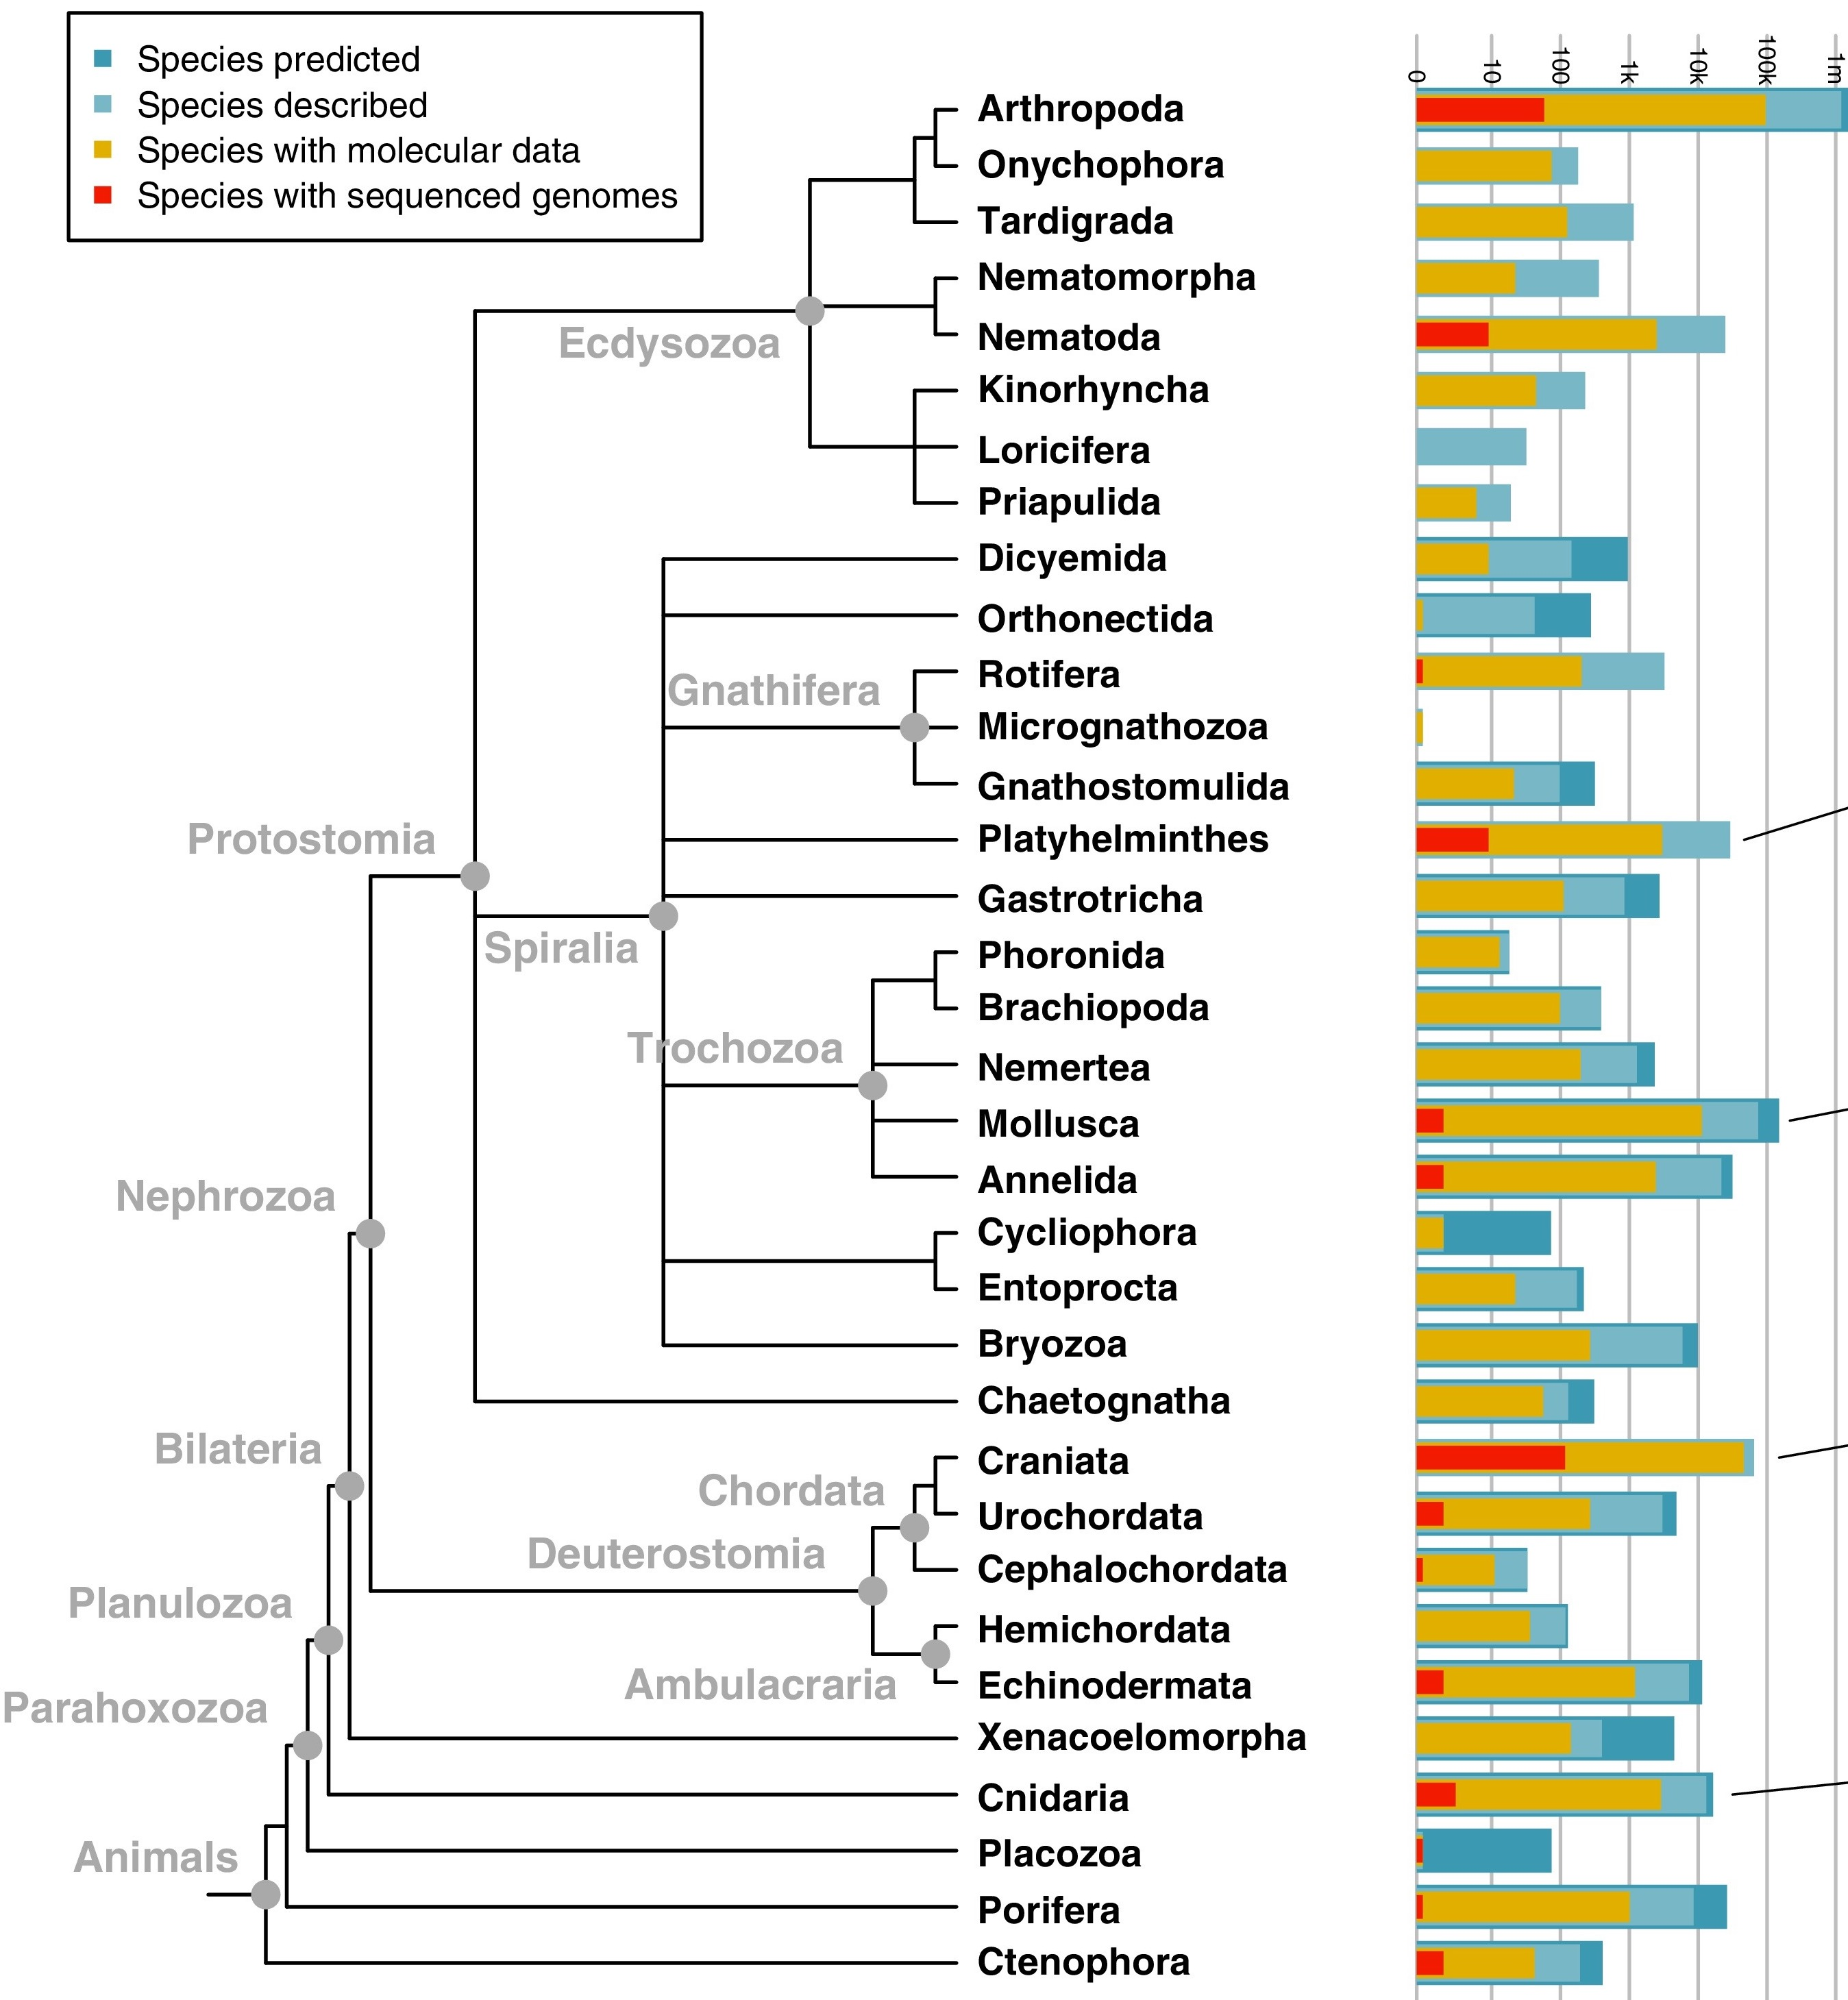 Species predicted
Species described
Species with molecular data
Species with sequenced genomes
0
10
100
1k
10k
100k
1m
Arthropoda
Onychophora
Tardigrada
Nematomorpha
Nematoda
Ecdysozoa
Kinorhyncha
Loricifera
Priapulida
Dicyemida
Orthonectida
Rotifera
Gnathifera
Micrognathozoa
Gnathostomulida
Protostomia
Platyhelminthes
Gastrotricha
Spiralia
Phoronida
Brachiopoda
Trochozoa
Nemertea
Mollusca
Annelida
Nephrozoa
Cycliophora
Entoprocta
Bryozoa
Chaetognatha
Bilateria
Craniata
Chordata
Urochordata
Deuterostomia
Cephalochordata
Planulozoa
Hemichordata
Ambulacraria
Echinodermata
Parahoxozoa
Xenacoelomorpha
Cnidaria
Animals
Placozoa
Porifera
Ctenophora